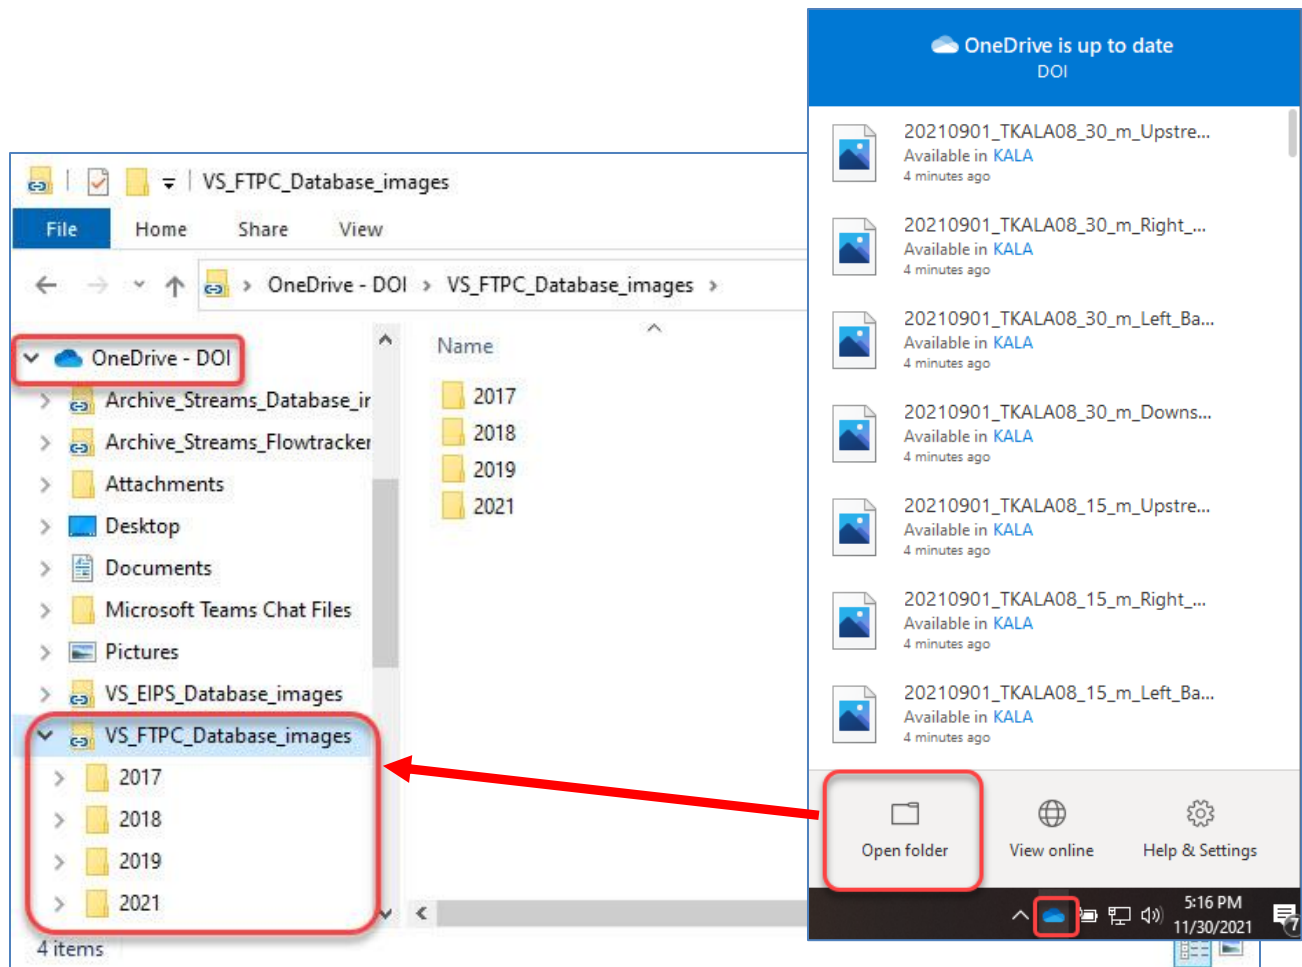 VS_FTPC_Database_images
File Home Share View
OneDrive - DOI VS_FTPC_Database_images
OneDrive - DOI
Archive_Streams_Database_ir
Archive_Streams_Flowtracker
Attachments
Desktop
Documents
Microsoft Teams Chat Files
Pictures
VS_EIPS_Database_images
VS_FTPC_Database_images
2017
2018
2019
2021
4 items
Name
2017
2018
2019
2021
OneDrive is up to date
DOI
20210901_TKALA08_30_m_Upstre...
Available in KALA
4 minutes ago
20210901_TKALA08_30_m_Right_...
Available in KALA
4 minutes ago
20210901_TKALA08_30_m_Left_Ba...
Available in KALA
4 minutes ago
20210901_TKALA08_30_m_Downs...
Available in KALA
4 minutes ago
20210901_TKALA08_15_m_Upstre...
Available in KALA
4 minutes ago
20210901_TKALA08_15_m_Right_...
Available in KALA
4 minutes ago
20210901_TKALA08_15_m_Left_Ba...
Available in KALA
4 minutes ago
Open folder View online Help & Settings
5:16 PM
11/30/2021
7